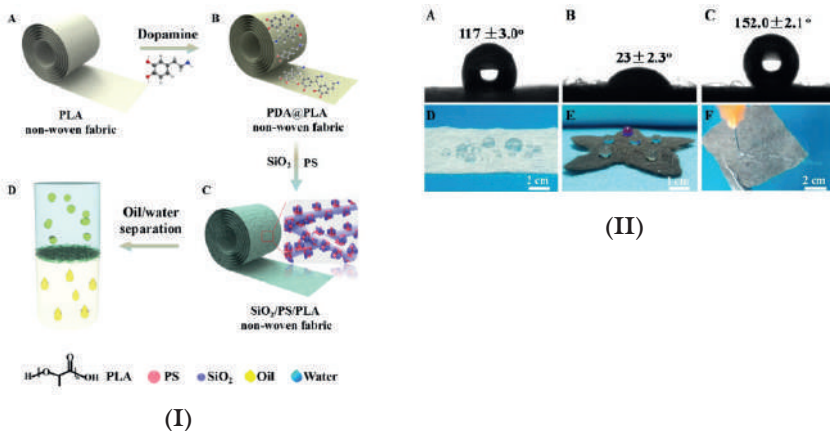 A
Dopamine
B
PLA
non-woven fabric
PDA@PLA
non-woven fabric
SiO₂ PS
D
Oil/water
separation
C
SiO₂/PS/PLA
non-woven fabric
H O O n OH PLA PS SiO₂ Oil Water
(I)
A 117 ±3.0°
B 23±2.3°
C 152.0±2.1°
D 2 cm
E 1 cm
F 2 cm
(II)